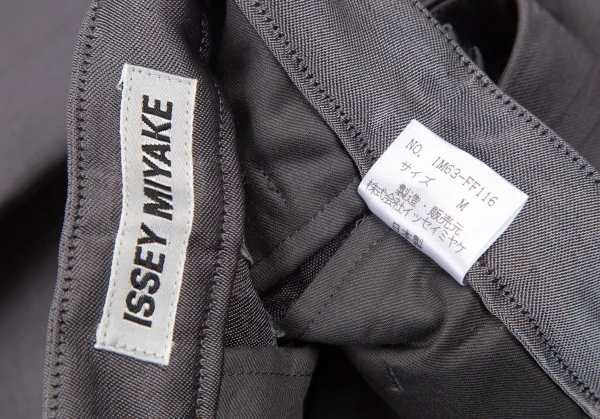 ISSEY MIYAKE
NO. IM63-FF116
サイズ M
製造・販売元
株式会社イッセイミヤケ
日本製